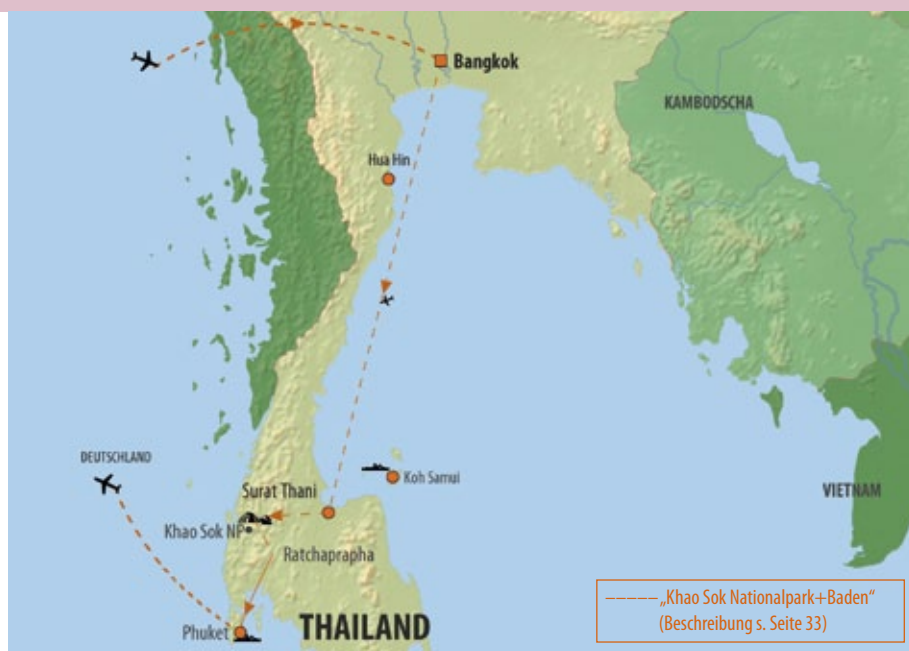 Bangkok
KAMBODSCHA
Hua Hin
DEUTSCHLAND
Koh Samui
Surat Thani
VIETNAM
Khao Sok NP
Ratchaprapha
Phuket
THAILAND
„Khao Sok Nationalpark+Baden“
(Beschreibung s. Seite 33)